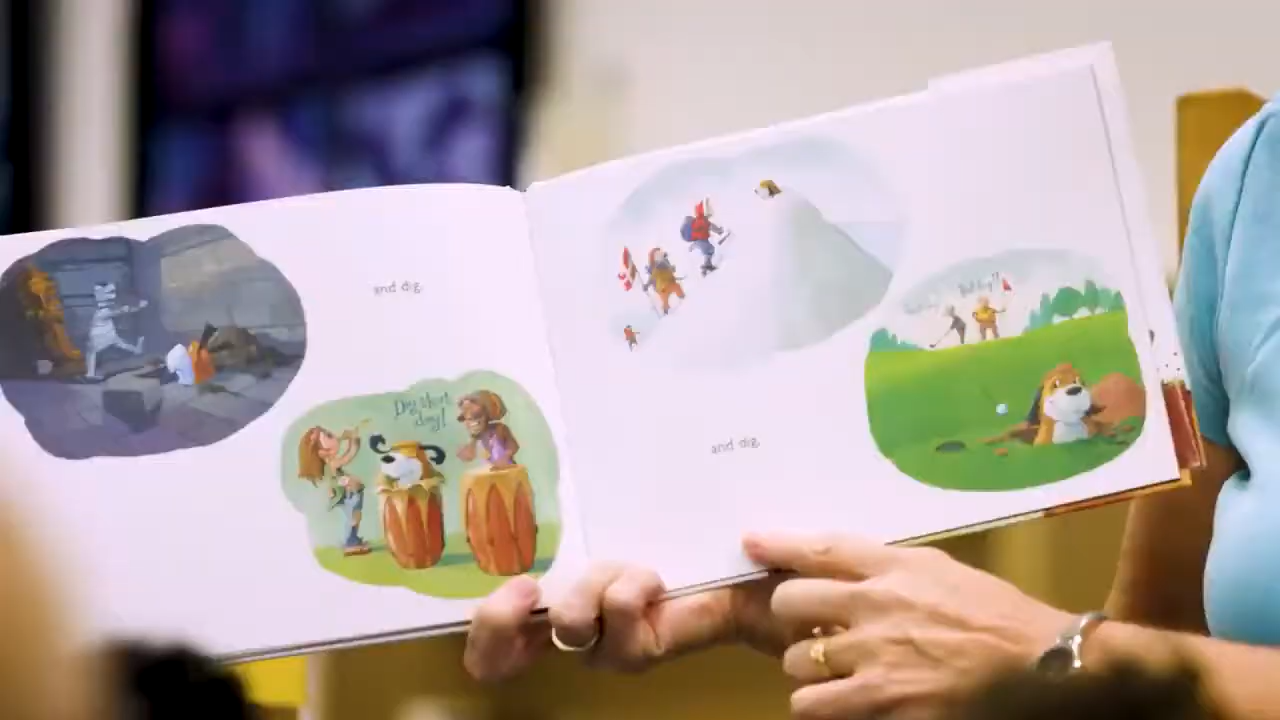 and dig.
Dig, short
dog!
and dig.